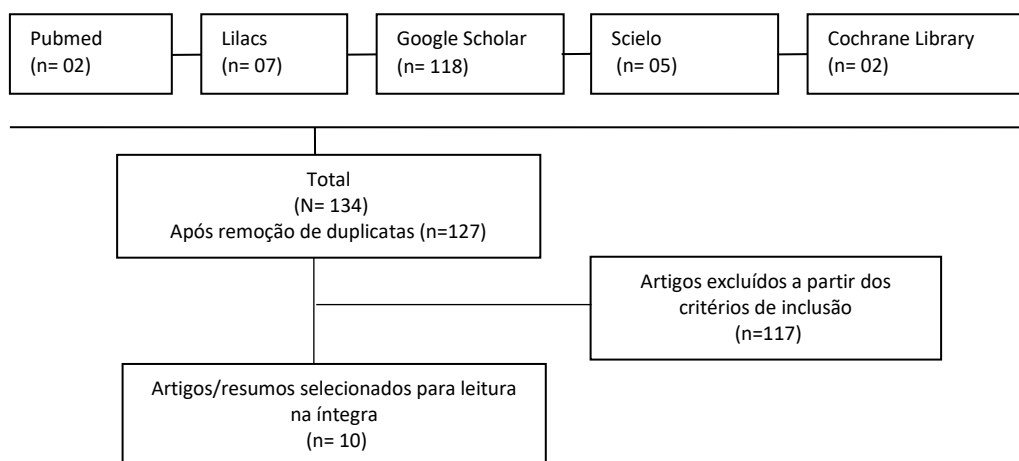 Pubmed
(n= 02)
Lilacs
(n= 07)
Google Scholar
(n= 118)
Scielo
(n= 05)
Cochrane Library
(n= 02)
Total
(N= 134)
Após remoção de duplicatas (n=127)
Artigos excluídos a partir dos
critérios de inclusão
(n=117)
Artigos/resumos selecionados para leitura
na íntegra
(n= 10)